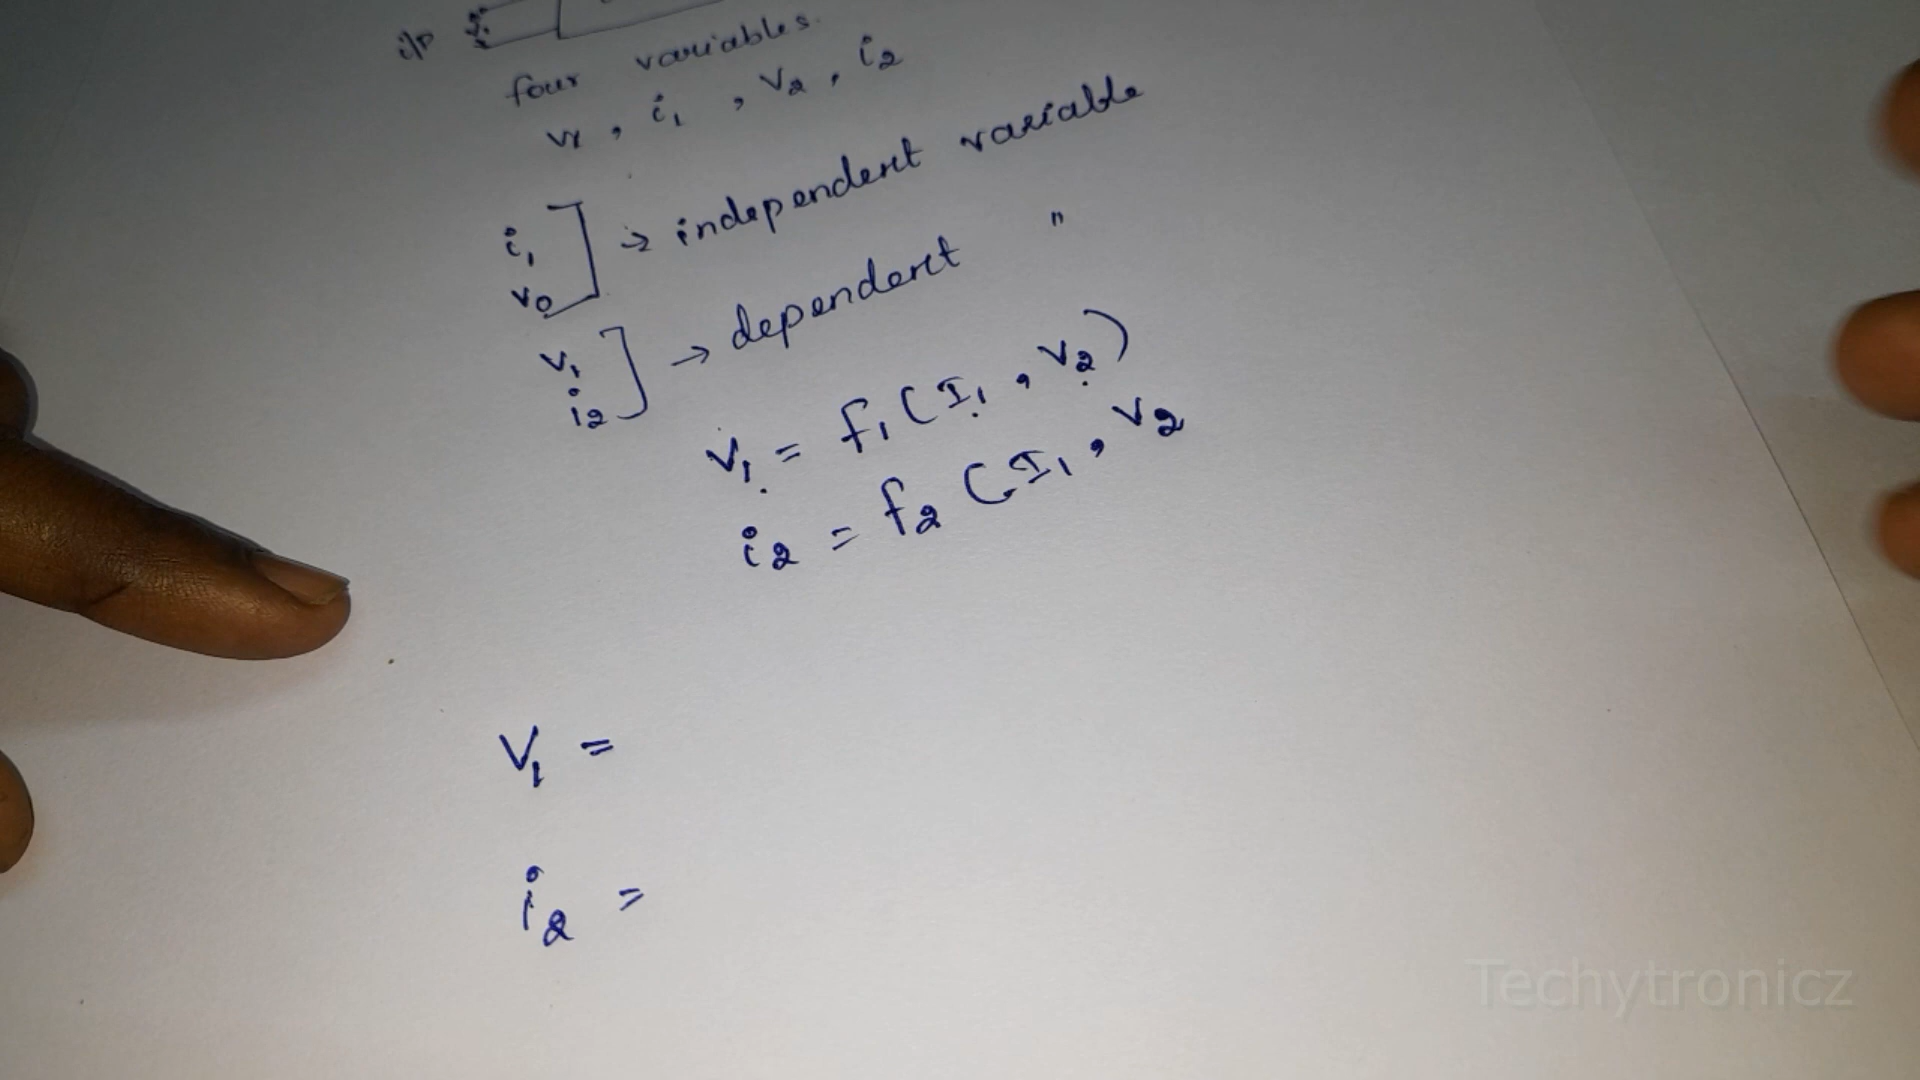 i/p
four variables.
v1 , i1 , v2 , i2
i1
v0
→ independent variable
v1
i2
→ dependent "
v1 = f1 (I1 , v2)
i2 = f2 (I1 , v2
V1 =
i2 =
Techytronicz